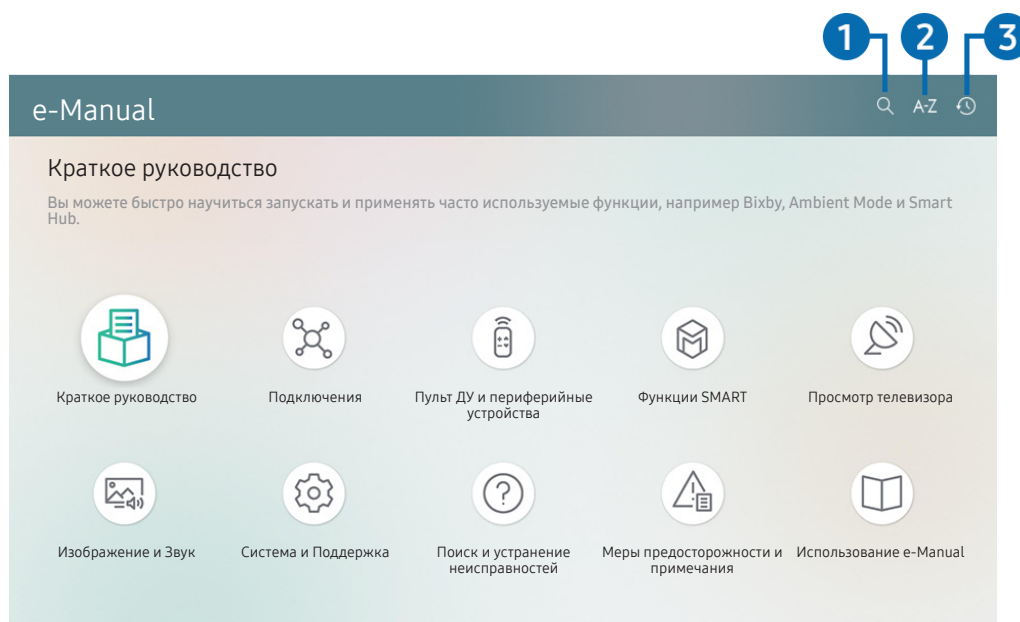 1 2 3
e-Manual
A-Z
Краткое руководство
Вы можете быстро научиться запускать и применять часто используемые функции, например Bixby, Ambient Mode и Smart
Hub.
Краткое руководство
Подключения
Пульт ДУ и периферийные
устройства
Функции SMART
Просмотр телевизора
Изображение и Звук
Система и Поддержка
Поиск и устранение
неисправностей
Меры предосторожности и
примечания
Использование e-Manual